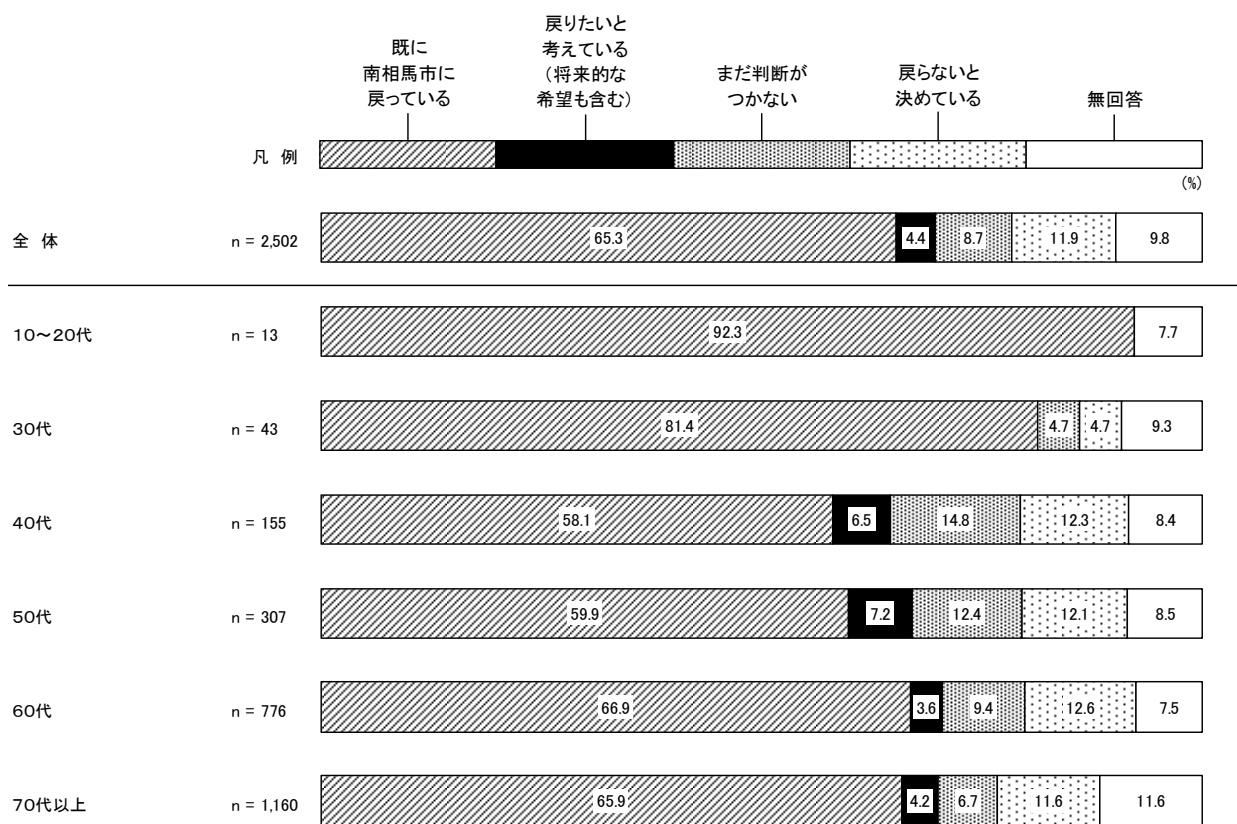 既に
南相馬市に
戻っている
戻りたいと
考えている
(将来的な
希望も含む)
まだ判断が
つかない
戻らないと
決めている
無回答
凡 例
(%)
全 体 n = 2,502 65.3 4.4 8.7 11.9 9.8
10～20代 n = 13 92.3 7.7
30代 n = 43 81.4 4.7 4.7 9.3
40代 n = 155 58.1 6.5 14.8 12.3 8.4
50代 n = 307 59.9 7.2 12.4 12.1 8.5
60代 n = 776 66.9 3.6 9.4 12.6 7.5
70代以上 n = 1,160 65.9 4.2 6.7 11.6 11.6